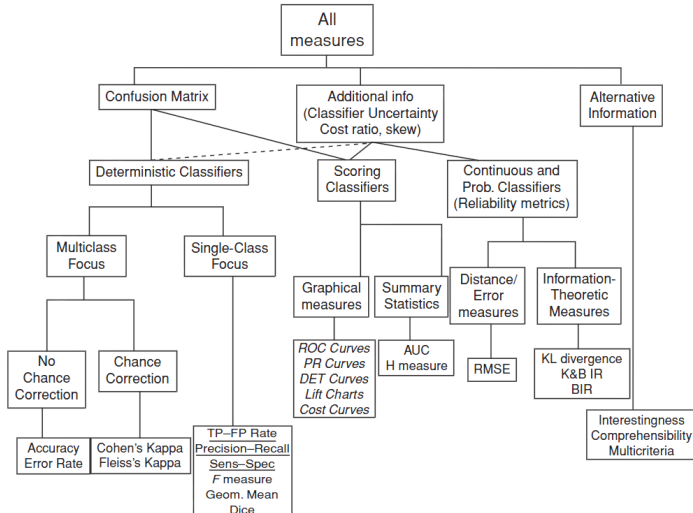 All
measures
Confusion Matrix
Additional info
(Classifier Uncertainty
Cost ratio, skew)
Alternative
Information
Deterministic Classifiers
Scoring
Classifiers
Continuous and
Prob. Classifiers
(Reliability metrics)
Multiclass
Focus
Single-Class
Focus
Graphical
measures
Summary
Statistics
Distance/
Error
measures
Information-
Theoretic
Measures
No
Chance
Correction
Chance
Correction
ROC Curves
PR Curves
DET Curves
Lift Charts
Cost Curves
AUC
H measure
RMSE
KL divergence
K&B IR
BIR
Accuracy
Error Rate
Cohen's Kappa
Fleiss's Kappa
TP–FP Rate
Precision–Recall
Sens–Spec
F measure
Geom. Mean
Dice
Interestingness
Comprehensibility
Multicriteria